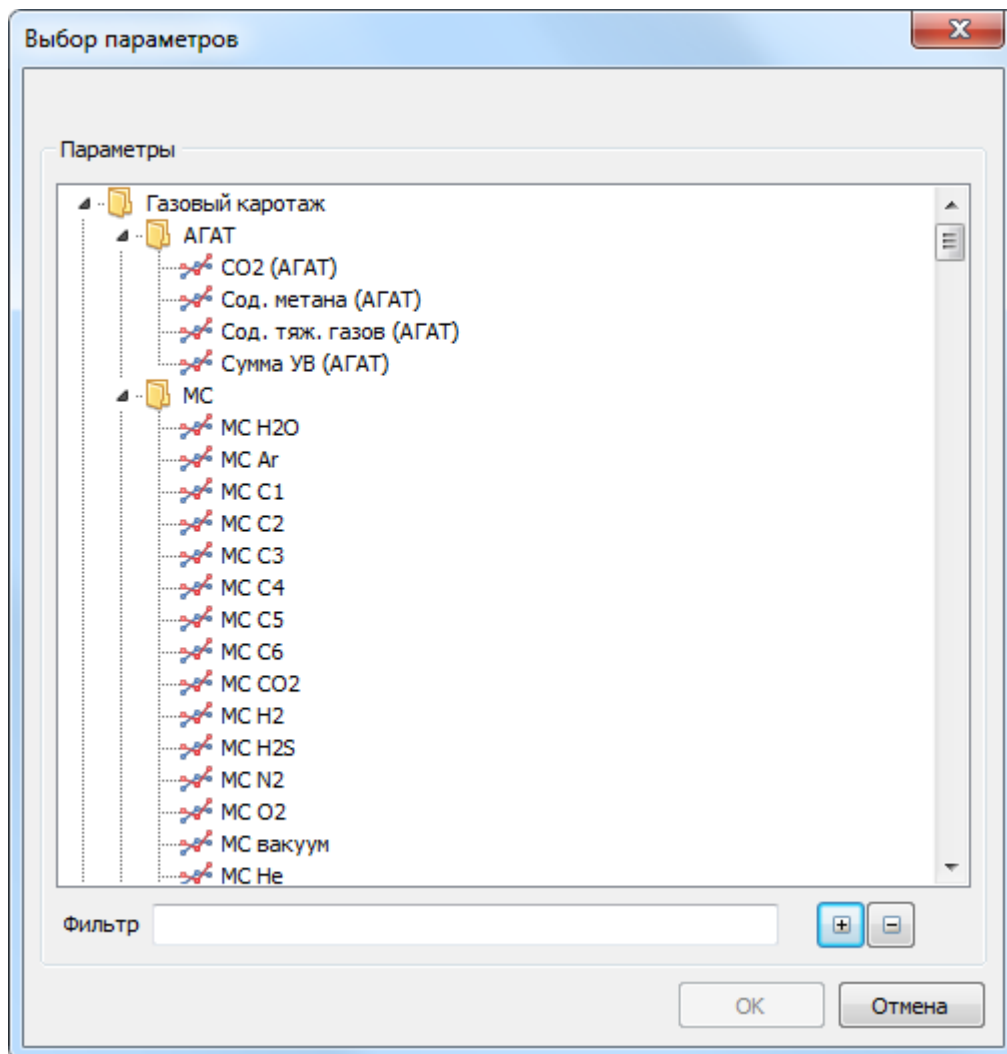 Выбор параметров
Параметры
Газовый каротаж
АГАТ
CO2 (АГАТ)
Сод. метана (АГАТ)
Сод. тяж. газов (АГАТ)
Сумма УВ (АГАТ)
МС
МС H2O
МС Ar
МС C1
МС C2
МС C3
МС C4
МС C5
МС C6
МС CO2
МС H2
МС H2S
МС N2
МС O2
МС вакуум
МС He
Фильтр
ОК
Отмена